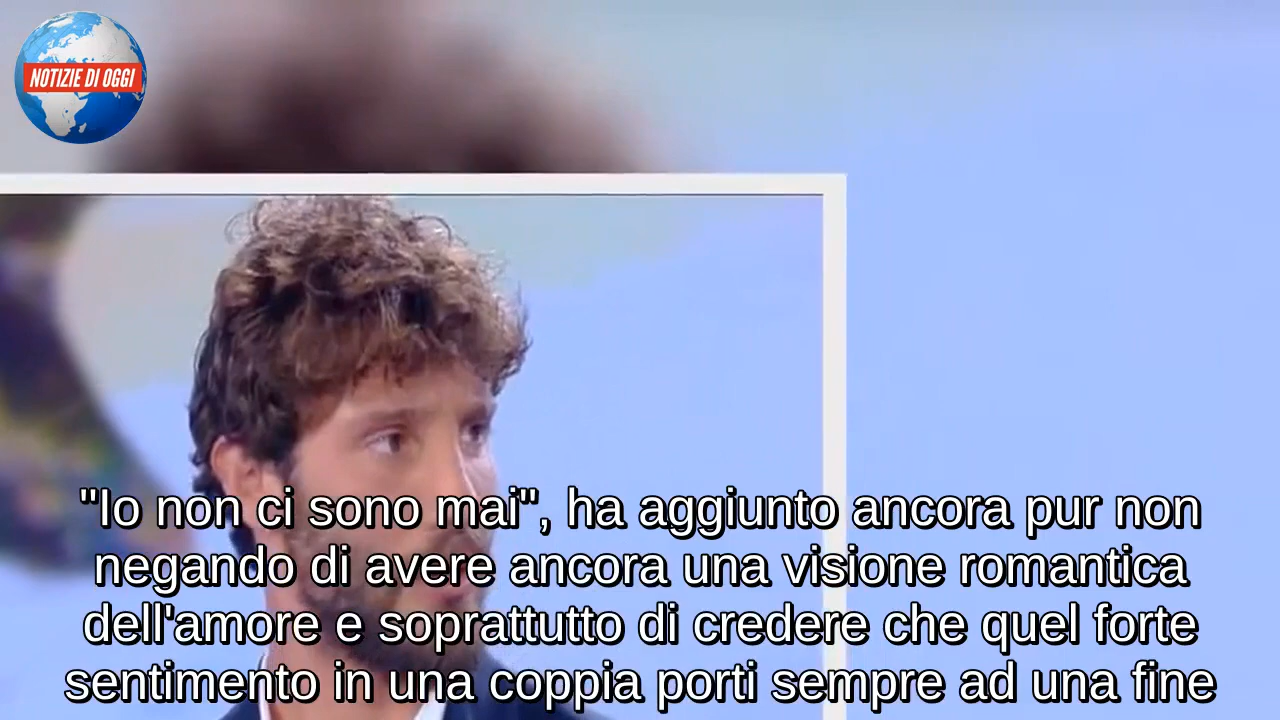 NOTIZIE DI OGGI
"Io non ci sono mai", ha aggiunto ancora pur non
negando di avere ancora una visione romantica
dell'amore e soprattutto di credere che quel forte
sentimento in una coppia porti sempre ad una fine